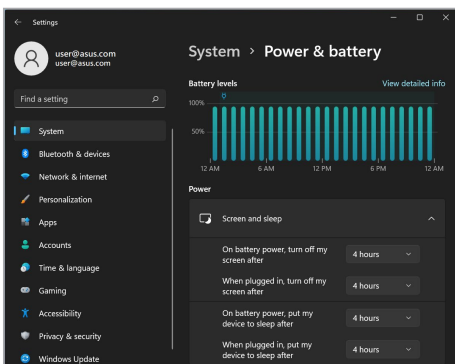 Settings
user@asus.com
user@asus.com
Find a setting
System
Bluetooth & devices
Network & internet
Personalization
Apps
Accounts
Time & language
Gaming
Accessibility
Privacy & security
Windows Update
System > Power & battery
Battery levels
View detailed info
100%
50%
12 AM 6 AM 12 PM 6 PM 12 AM
Power
Screen and sleep
On battery power, turn off my
screen after
4 hours
When plugged in, turn off my
screen after
4 hours
On battery power, put my
device to sleep after
4 hours
When plugged in, put my
device to sleep after
4 hours